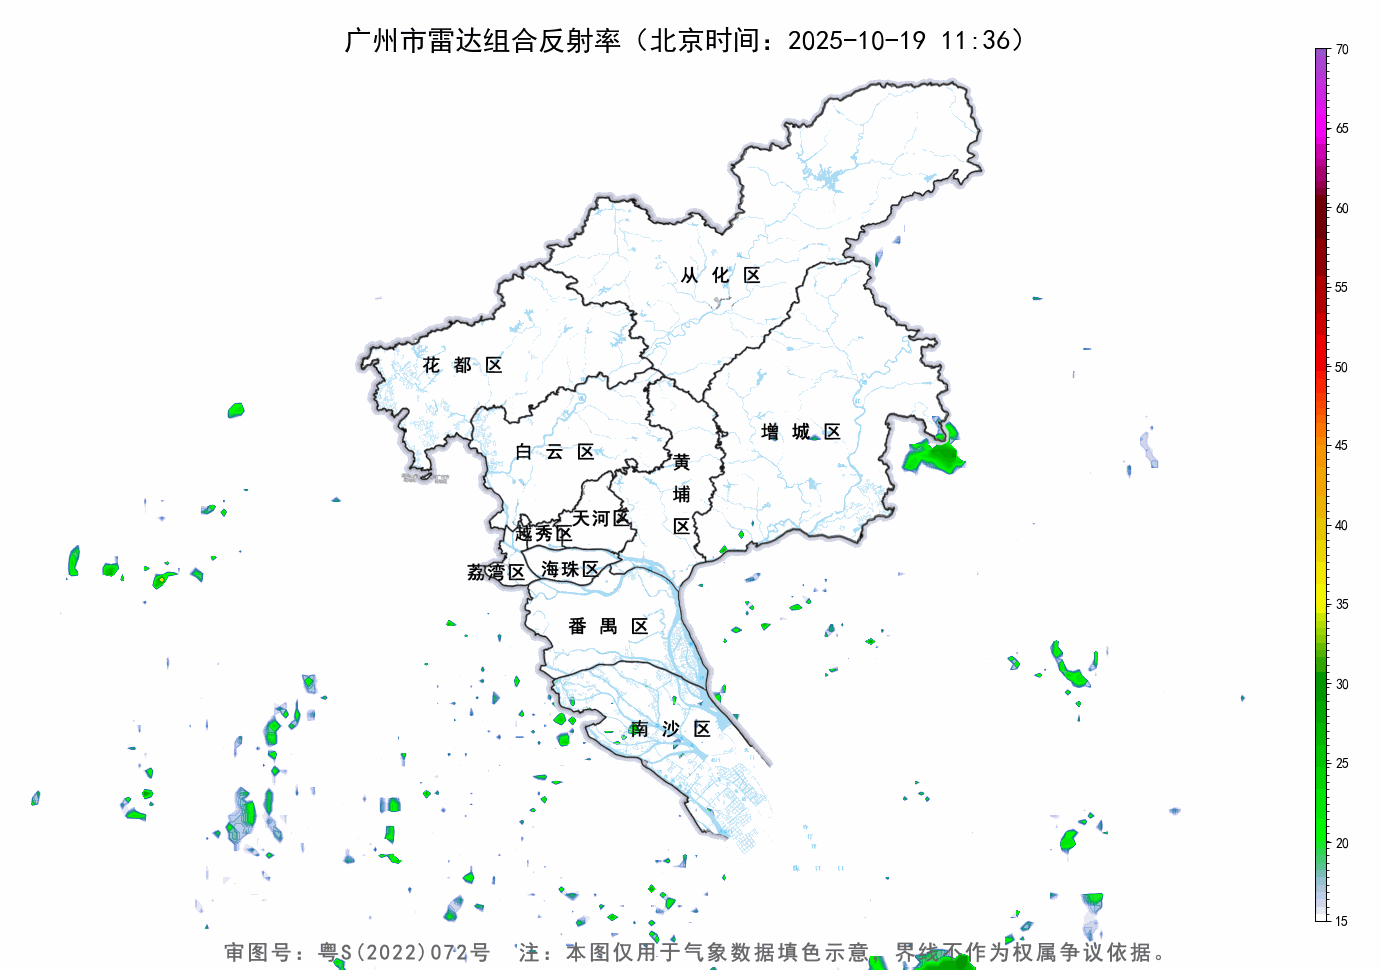 广州市雷达组合反射率（北京时间：2025-10-19 11:36）
70
65
60
55
50
45
40
35
30
25
20
15
从化区
花都区
增城区
白云区
黄埔区
天河区
越秀区
荔湾区
海珠区
番禺区
南沙区
审图号：粤S(2022)072号 注：本图仅用于气象数据填色示意，界线不作为权属争议依据。